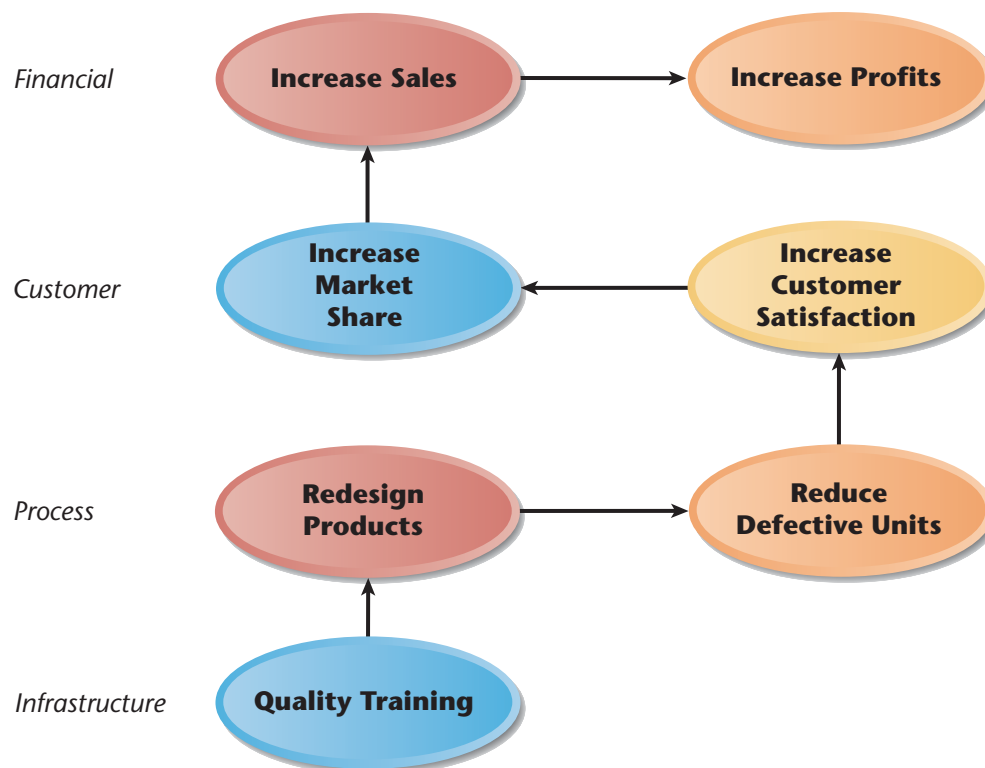 Financial
Increase Sales
Increase Profits
Customer
Increase
Market
Share
Increase
Customer
Satisfaction
Process
Redesign
Products
Reduce
Defective Units
Infrastructure
Quality Training